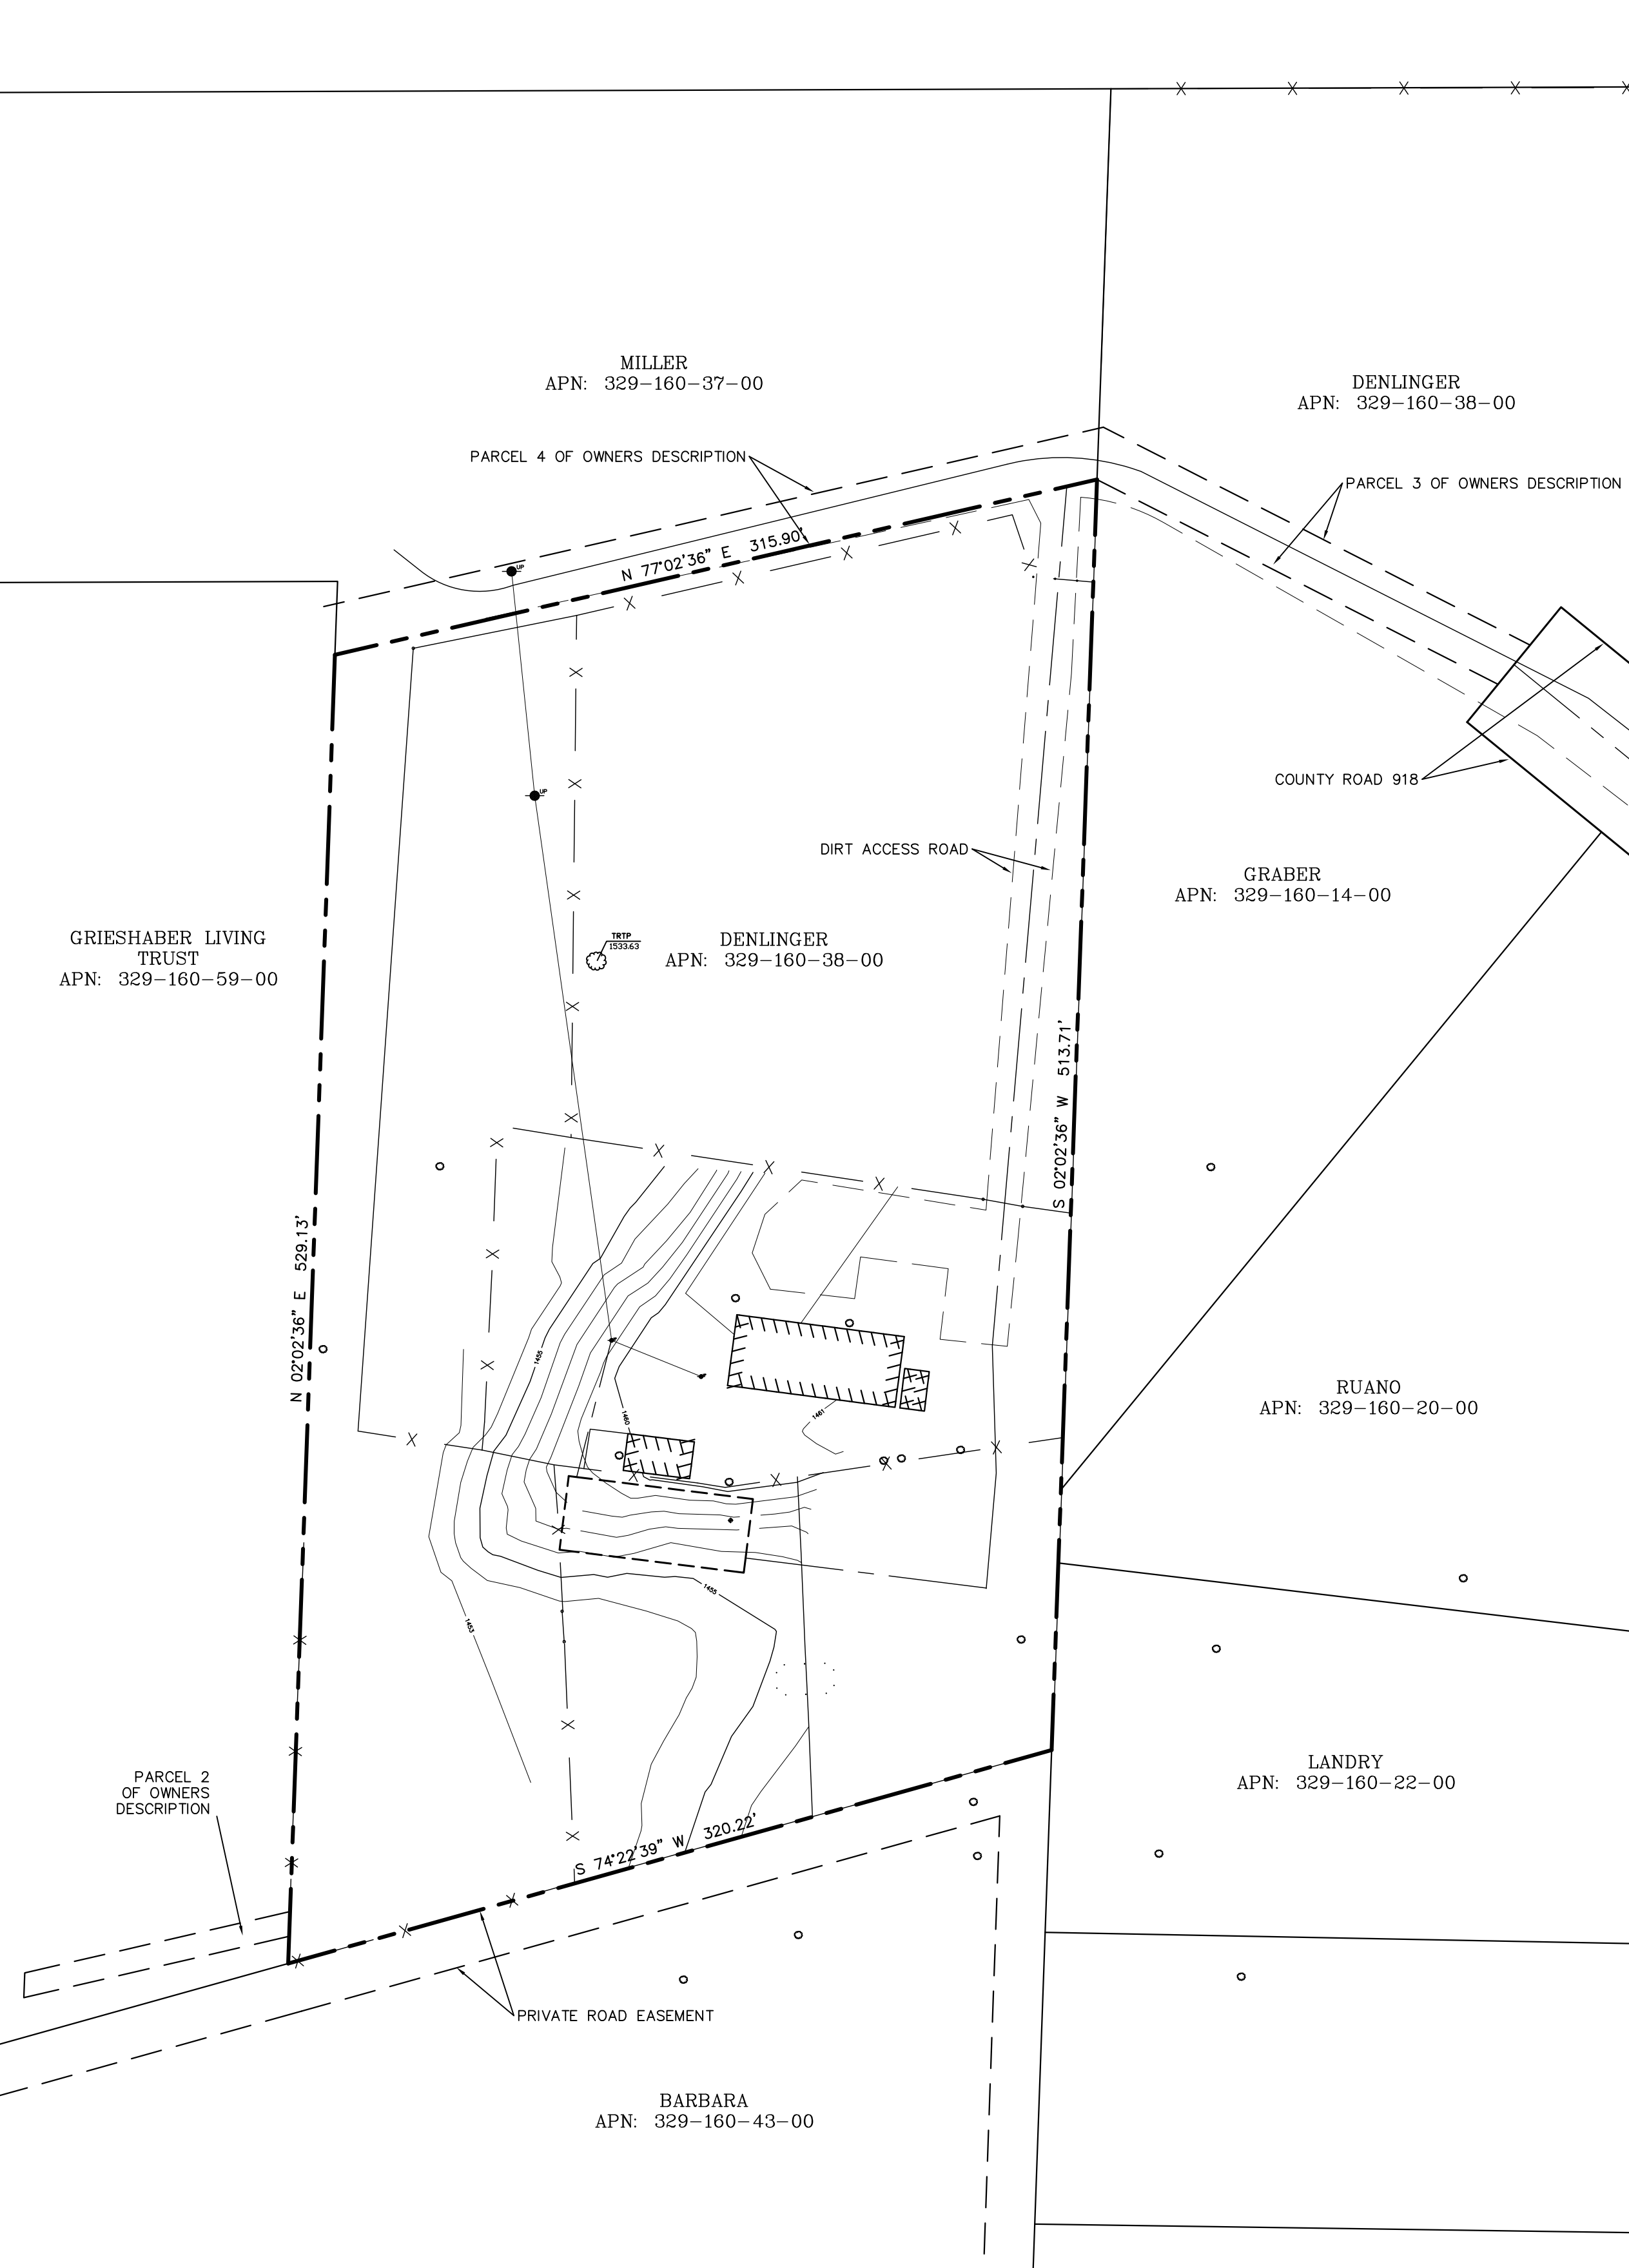 MILLER
APN: 329-160-37-00
DENLINGER
APN: 329-160-38-00
PARCEL 4 OF OWNERS DESCRIPTION
PARCEL 3 OF OWNERS DESCRIPTION
N 77°02'36" E 315.90'
UP
UP
COUNTY ROAD 918
DIRT ACCESS ROAD
GRABER
APN: 329-160-14-00
GRIESHABER LIVING
TRUST
APN: 329-160-59-00
TRTP
1533.63
DENLINGER
APN: 329-160-38-00
S 02°02'36" W 513.71'
N 02°02'36" E 529.13'
1455
1460
1461
RUANO
APN: 329-160-20-00
1455
1453
PARCEL 2
OF OWNERS
DESCRIPTION
LANDRY
APN: 329-160-22-00
S 74°22'39" W 320.22'
PRIVATE ROAD EASEMENT
BARBARA
APN: 329-160-43-00